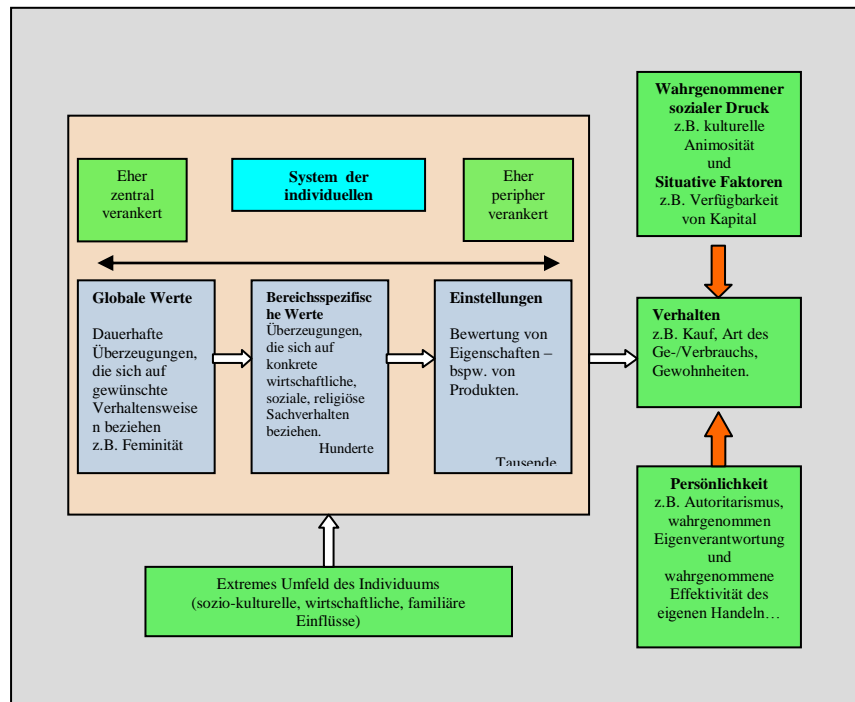 Wahrgenommener
sozialer Druck
z.B. kulturelle
Animosität
und
Situative Faktoren
z.B. Verfügbarkeit
von Kapital
Eher
zentral
verankert
System der
individuellen
Eher
peripher
verankert
Globale Werte
Dauerhafte
Überzeugungen,
die sich auf
gewünschte
Verhaltensweise
n beziehen
z.B. Feminität
Bereichsspezifisc
he Werte
Überzeugungen,
die sich auf
konkrete
wirtschaftliche,
soziale, religiöse
Sachverhalten
beziehen.
Hunderte
Einstellungen
Bewertung von
Eigenschaften –
bspw. von
Produkten.
Tausende
Verhalten
z.B. Kauf, Art des
Ge-/Verbrauchs,
Gewohnheiten.
Persönlichkeit
z.B. Autoritarismus,
wahrgenommen
Eigenverantwortung
und
wahrgenommene
Effektivität des
eigenen Handeln…
Extremes Umfeld des Individuums
(sozio-kulturelle, wirtschaftliche, familiäre
Einflüsse)